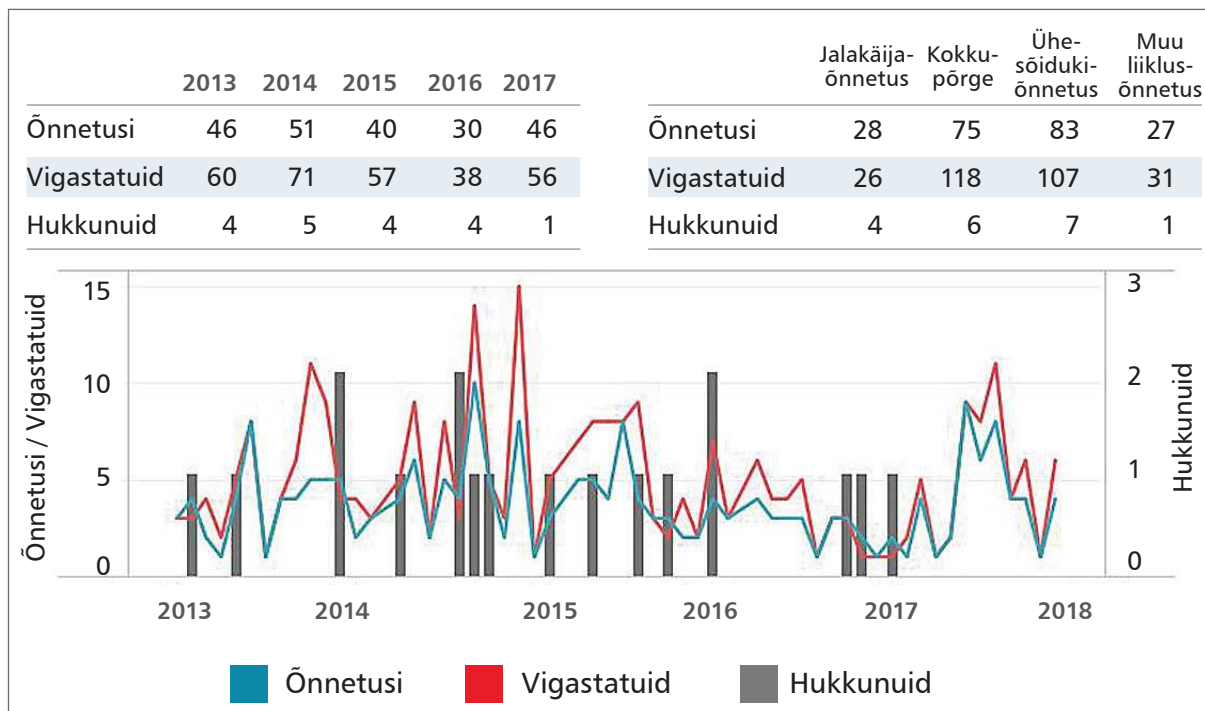 2013 2014 2015 2016 2017
Õnnetusi 46 51 40 30 46
Vigastatuid 60 71 57 38 56
Hukkunuid 4 5 4 4 1
Jalakäija- Kokku- Ühe- Muu
õnnetus põrge sõiduki- liiklus-
õnnetus õnnetus
Õnnetusi 28 75 83 27
Vigastatuid 26 118 107 31
Hukkunuid 4 6 7 1
Õnnetusi / Vigastatuid
15
10
5
0
3
2
1
0
Hukkunuid
2013 2014 2015 2016 2017 2018
Õnnetusi Vigastatuid Hukkunuid